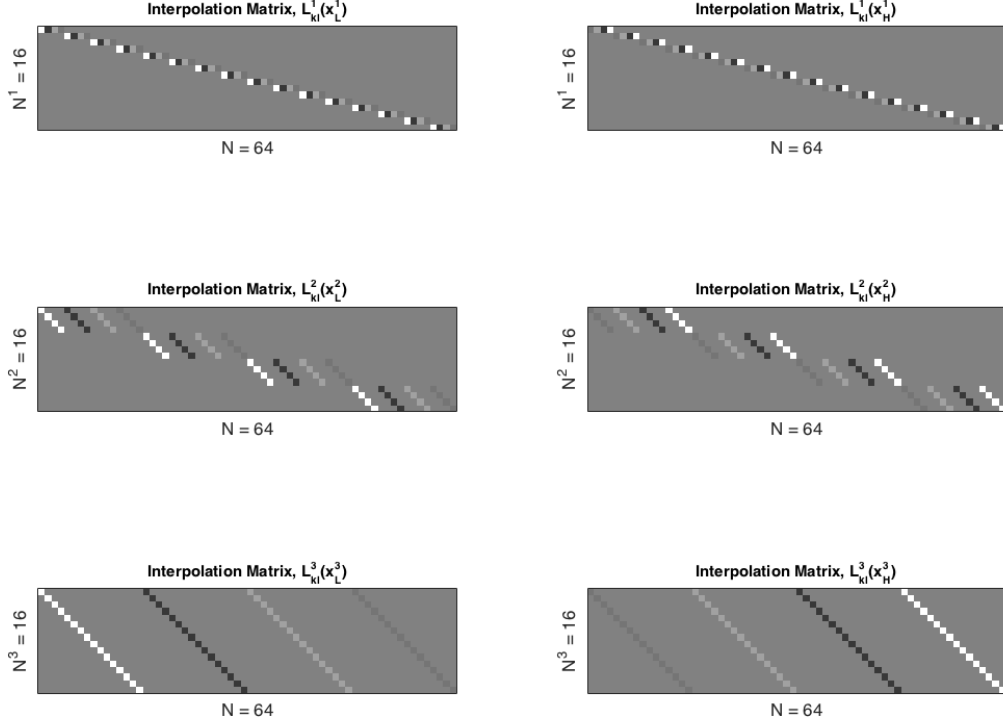 Interpolation Matrix, L¹ₖₗ(x¹_L)
N¹ = 16
N = 64
Interpolation Matrix, L¹ₖₗ(x¹_H)
N¹ = 16
N = 64
Interpolation Matrix, L²ₖₗ(x²_L)
N² = 16
N = 64
Interpolation Matrix, L²ₖₗ(x²_H)
N² = 16
N = 64
Interpolation Matrix, L³ₖₗ(x³_L)
N³ = 16
N = 64
Interpolation Matrix, L³ₖₗ(x³_H)
N³ = 16
N = 64